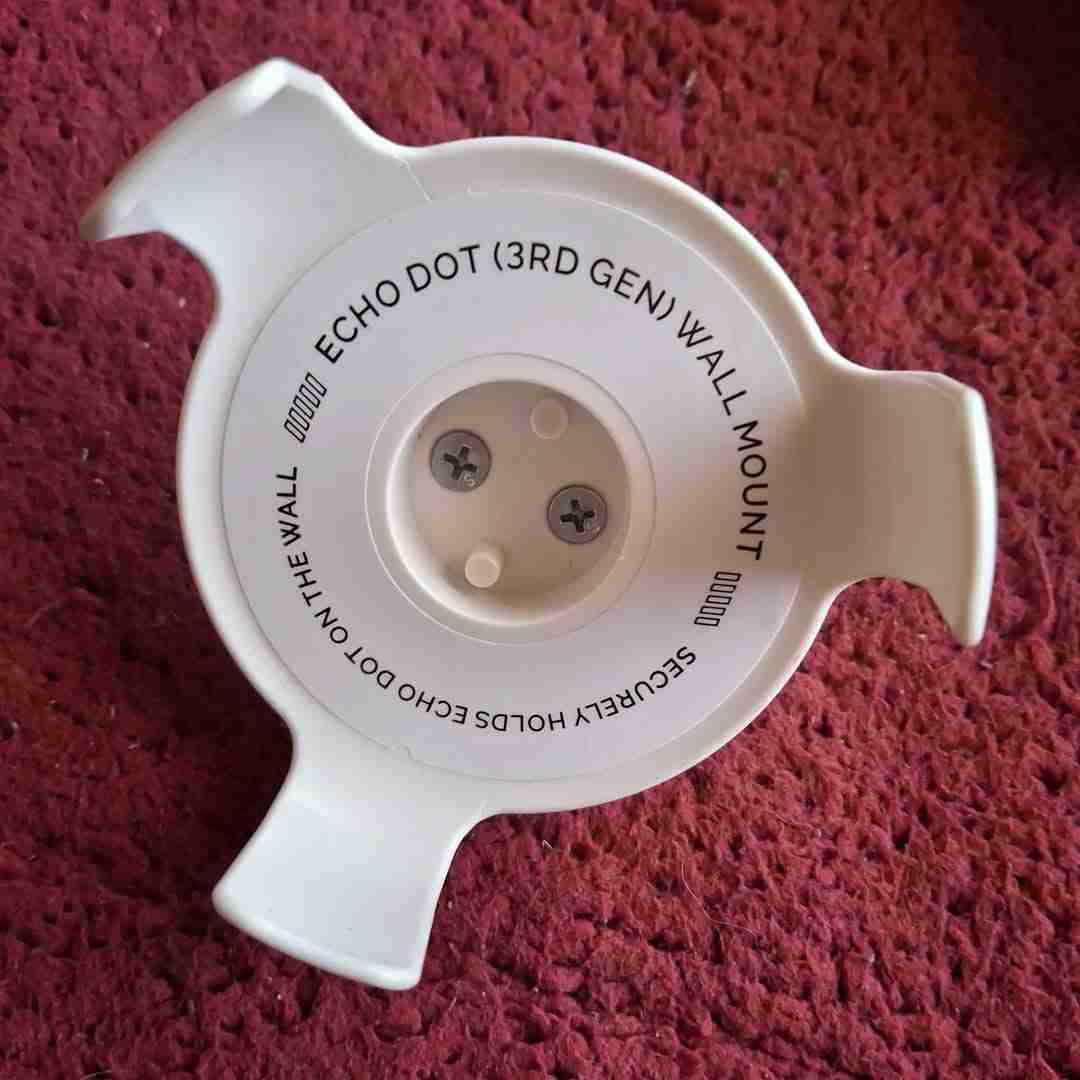 ECHO DOT (3RD GEN) WALL MOUNT
SECURELY HOLDS ECHO DOT ON THE WALL